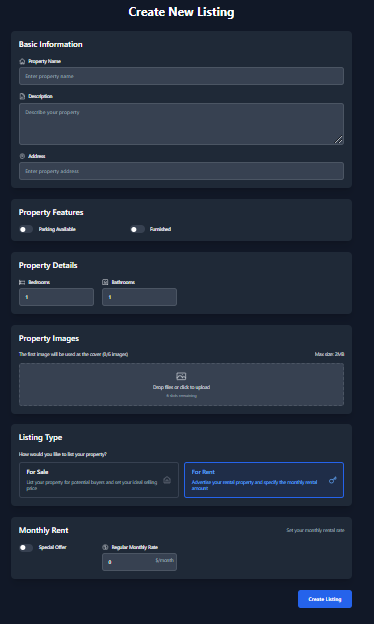 Create New Listing
Basic Information
Property Name
Enter property name
Description
Describe your property
Address
Enter property address
Property Features
Parking Available
Furnished
Property Details
Bedrooms
Bathrooms
1
1
Property Images
The first image will be used as the cover (0/6 images)
Max size: 2MB
Drop files or click to upload
6 slots remaining
Listing Type
How would you like to list your property?
For Sale
List your property for potential buyers and set your ideal selling
price
For Rent
Advertise your rental property and specify the monthly rental
amount
Monthly Rent
Set your monthly rental rate
Special Offer
Regular Monthly Rate
0
$/month
Create Listing